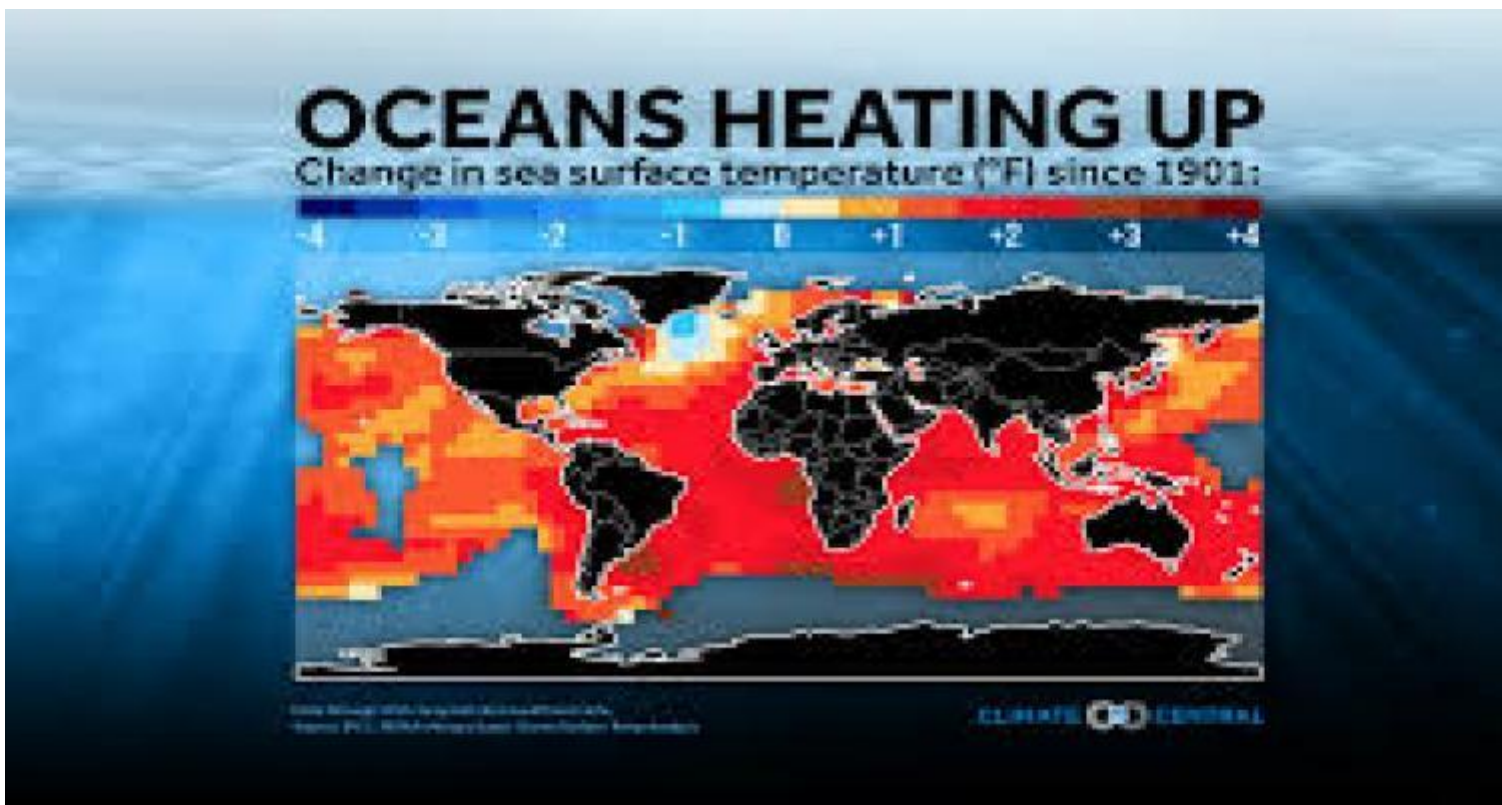 OCEANS HEATING UP
Change in sea surface temperature (°F) since 1901:
-4 -3 -2 -1 0 +1 +2 +3 +4
CLIMATE CENTRAL